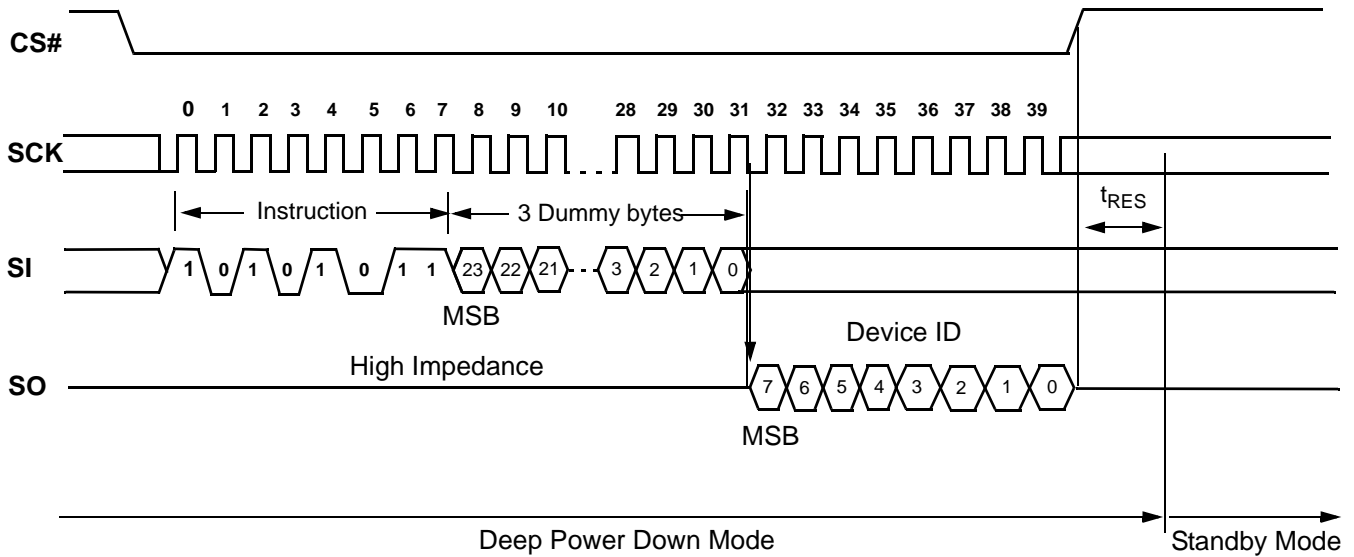 CS#
0 1 2 3 4 5 6 7 8 9 10 28 29 30 31 32 33 34 35 36 37 38 39
SCK
tRES
Instruction 3 Dummy bytes
SI 1 0 1 0 1 0 1 1 23 22 21 3 2 1 0
MSB
Device ID
High Impedance
SO 7 6 5 4 3 2 1 0
MSB
Deep Power Down Mode Standby Mode